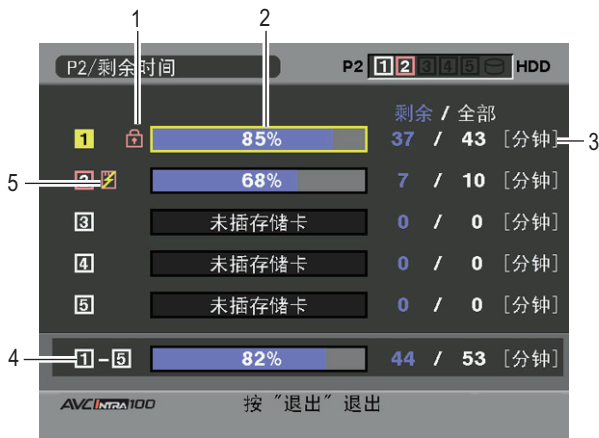 1 2
P2/剩余时间 P2 1 2 3 4 5 HDD
剩余 / 全部
1 85% 37 / 43 [分钟] 3
5 2 68% 7 / 10 [分钟]
3 未插存储卡 0 / 0 [分钟]
4 未插存储卡 0 / 0 [分钟]
5 未插存储卡 0 / 0 [分钟]
4 1-5 82% 44 / 53 [分钟]
AVC INTRA 100 按 "退出" 退出